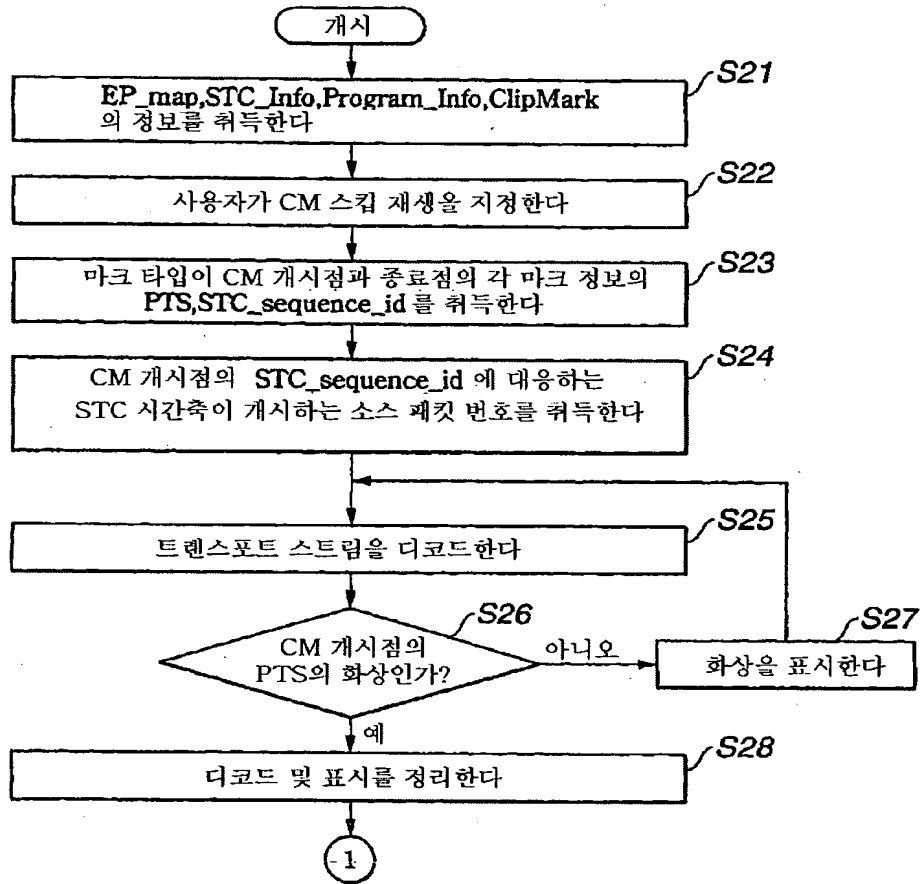 개시
S21
EP_map,STC_Info,Program_Info,ClipMark
의 정보를 취득한다
S22
사용자가 CM 스킵 재생을 지정한다
S23
마크 타입이 CM 개시점과 종료점의 각 마크 정보의
PTS,STC_sequence_id 를 취득한다
S24
CM 개시점의 STC_sequence_id 에 대응하는
STC 시간축이 개시하는 소스 패킷 번호를 취득한다
S25
트랜스포트 스트림을 디코드한다
S26
CM 개시점의
PTS의 화상인가?
아니오
S27
화상을 표시한다
예
S28
디코드 및 표시를 정리한다
1